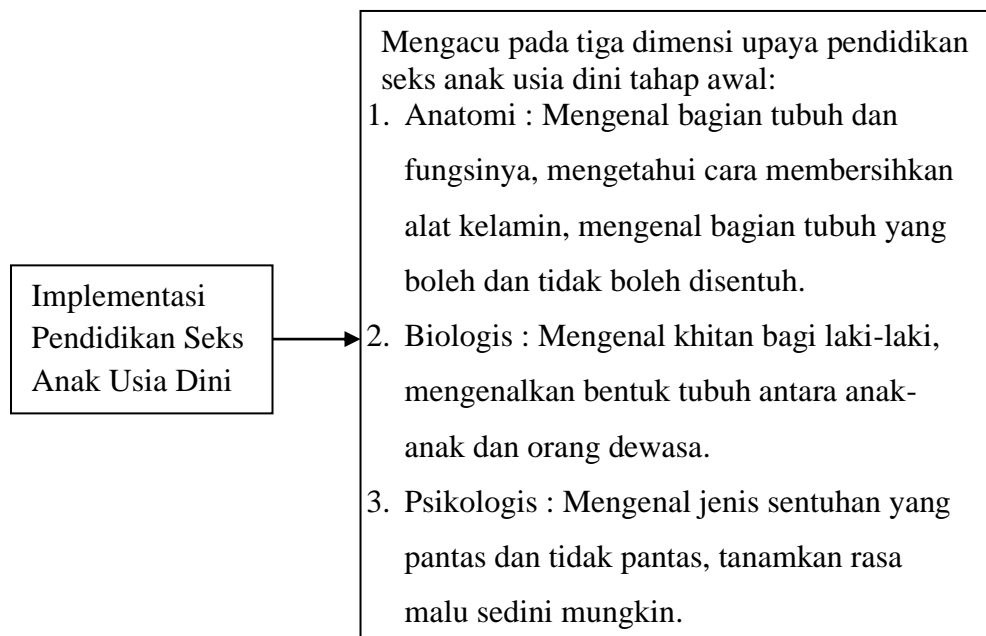 Implementasi
Pendidikan Seks
Anak Usia Dini
Mengacu pada tiga dimensi upaya pendidikan
seks anak usia dini tahap awal:
1. Anatomi : Mengenal bagian tubuh dan
fungsinya, mengetahui cara membersihkan
alat kelamin, mengenal bagian tubuh yang
boleh dan tidak boleh disentuh.
2. Biologis : Mengenal khitan bagi laki-laki,
mengenalkan bentuk tubuh antara anak-
anak dan orang dewasa.
3. Psikologis : Mengenal jenis sentuhan yang
pantas dan tidak pantas, tanamkan rasa
malu sedini mungkin.